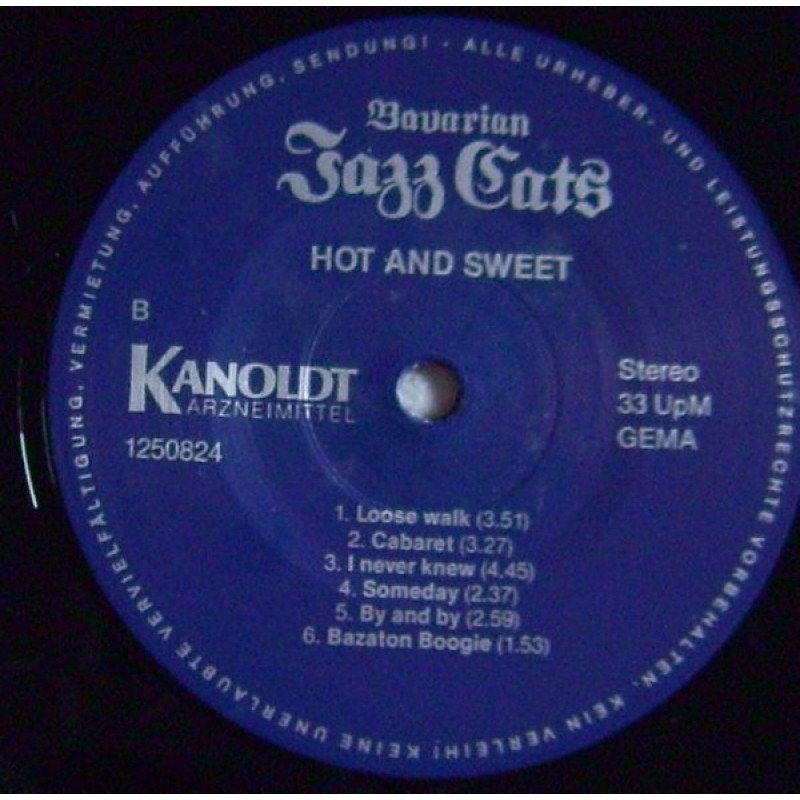 Bavarian
Jazz Cats
HOT AND SWEET
B
KANOLDT
ARZNEIMITTEL
1250824
Stereo
33 UpM
GEMA
1. Loose walk (3.51)
2. Cabaret (3.27)
3. I never knew (4.45)
4. Someday (2.37)
5. By and by (2.59)
6. Bazaton Boogie (1.53)
ALLE URHEBER- UND LEISTUNGSSCHUTZRECHTE VORBEHALTEN. KEIN VERLEIH! KEINE UNERLAUBTE VERVIELFÄLTIGUNG, VERMIETUNG, AUFFÜHRUNG, SENDUNG! ·